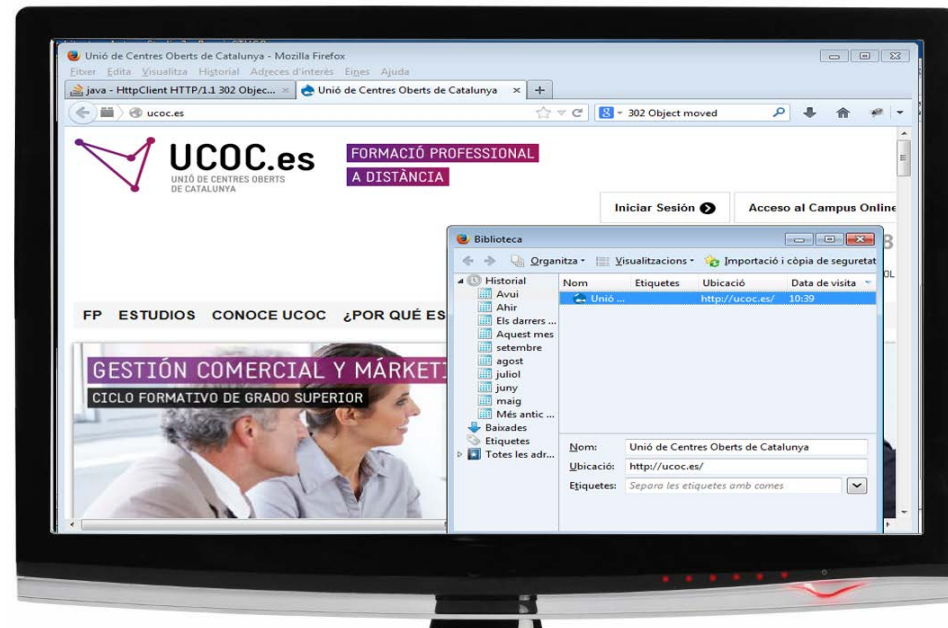 Unió de Centres Oberts de Catalunya - Mozilla Firefox
Fitxer Edita Visualitza Historial Adreces d'interès Eines Ajuda
java - HttpClient HTTP/1.1 302 Objec... Unió de Centres Oberts de Catalunya
ucoc.es 302 Object moved
UCOC.es
UNIÓ DE CENTRES OBERTS
DE CATALUNYA
FORMACIÓ PROFESSIONAL
A DISTÀNCIA
Iniciar Sesión Acceso al Campus Online
8
Biblioteca
Organitza Visualitzacions Importació i còpia de seguretat
Historial
Avui
Ahir
Els darrers ...
Aquest mes
setembre
agost
juliol
juny
maig
Més antic ...
Baixades
Etiquetes
Totes les adr...
Nom Etiquetes Ubicació Data de visita
Unió ... http://ucoc.es/ 10:39
Nom: Unió de Centres Oberts de Catalunya
Ubicació: http://ucoc.es/
Etiquetes: Separa les etiquetes amb comes
OL
FP ESTUDIOS CONOCE UCOC ¿POR QUÉ ES
GESTIÓN COMERCIAL Y MÁRKETI
CICLO FORMATIVO DE GRADO SUPERIOR